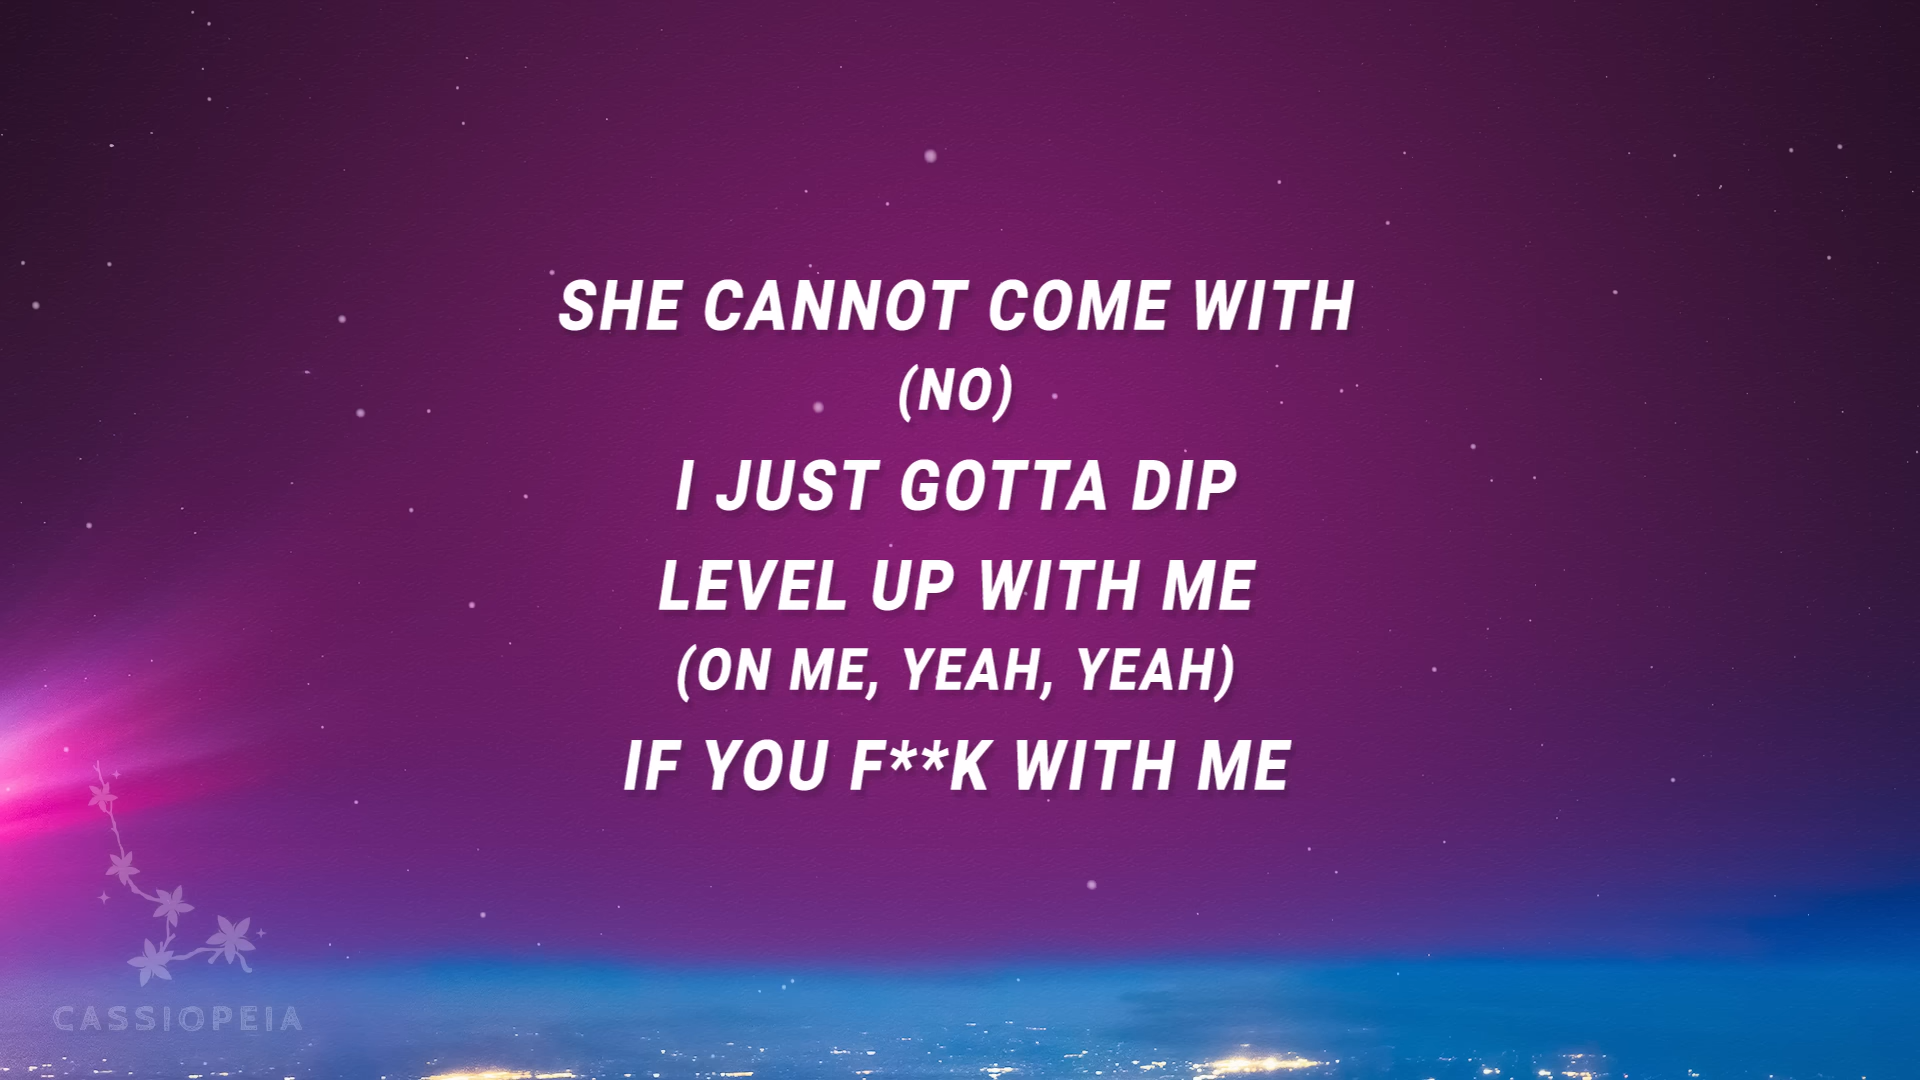 SHE CANNOT COME WITH
(NO)
I JUST GOTTA DIP
LEVEL UP WITH ME
(ON ME, YEAH, YEAH)
IF YOU F**K WITH ME
CASSIOPEIA